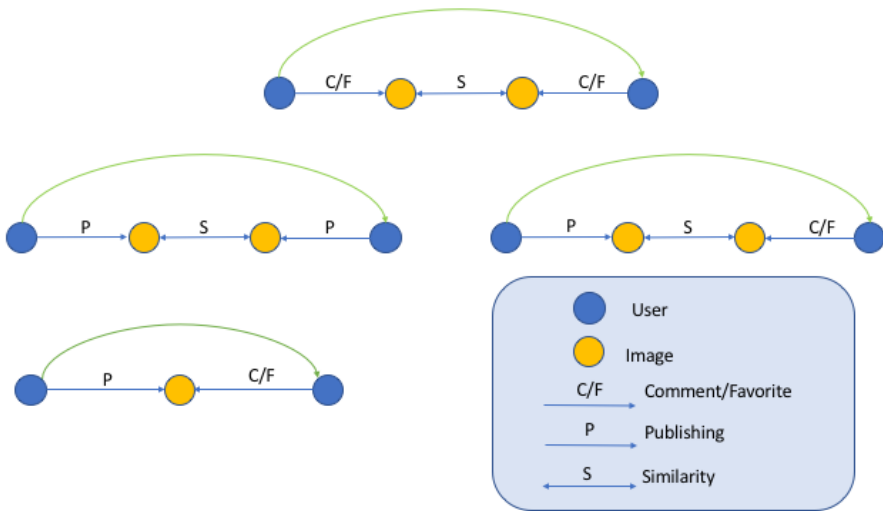 C/F S C/F
P S P
P S C/F
P C/F
User
Image
C/F Comment/Favorite
P Publishing
S Similarity